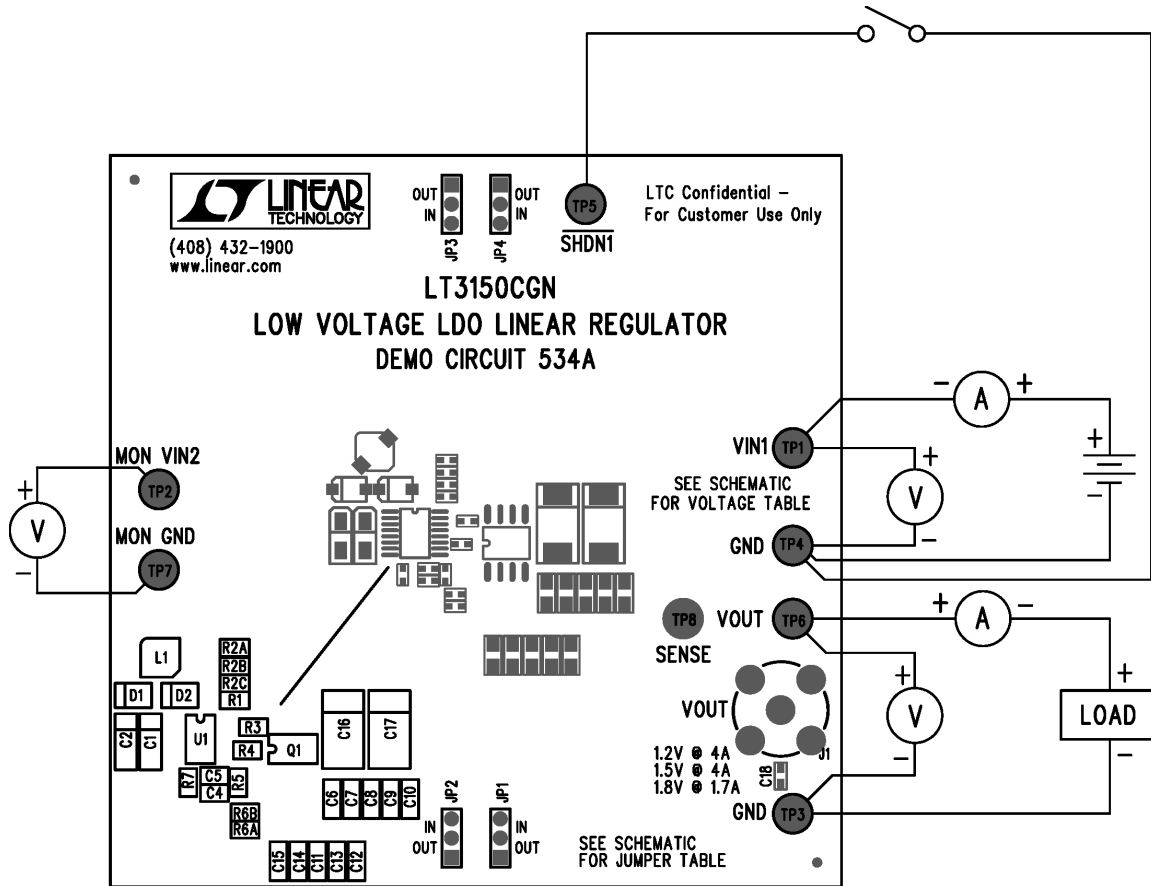 LINEAR
TECHNOLOGY
(408) 432-1900
www.linear.com
OUT
IN
JP3
OUT
IN
JP4
TP5
SHDN1
LTC Confidential –
For Customer Use Only
LT3150CGN
LOW VOLTAGE LDO LINEAR REGULATOR
DEMO CIRCUIT 534A
– A +
MON VIN2
TP2
+
V
–
MON GND
TP7
VIN1 TP1
+
V
–
+
–
SEE SCHEMATIC
FOR VOLTAGE TABLE
GND TP4
TP8
SENSE
VOUT TP6
+ A –
+
V
–
+
LOAD
–
VOUT
J1
1.2V @ 4A
1.5V @ 4A
1.8V @ 1.7A
C18
GND TP3
L1
R2A
R2B
R2C
R1
D1
D2
C2
C1
U1
R3
R4
Q1
C16
C17
R7
C5
C4
R5
R6B
R6A
C6
C7
C8
C9
C10
C15
C14
C11
C13
C12
JP2
IN
OUT
JP1
IN
OUT
SEE SCHEMATIC
FOR JUMPER TABLE